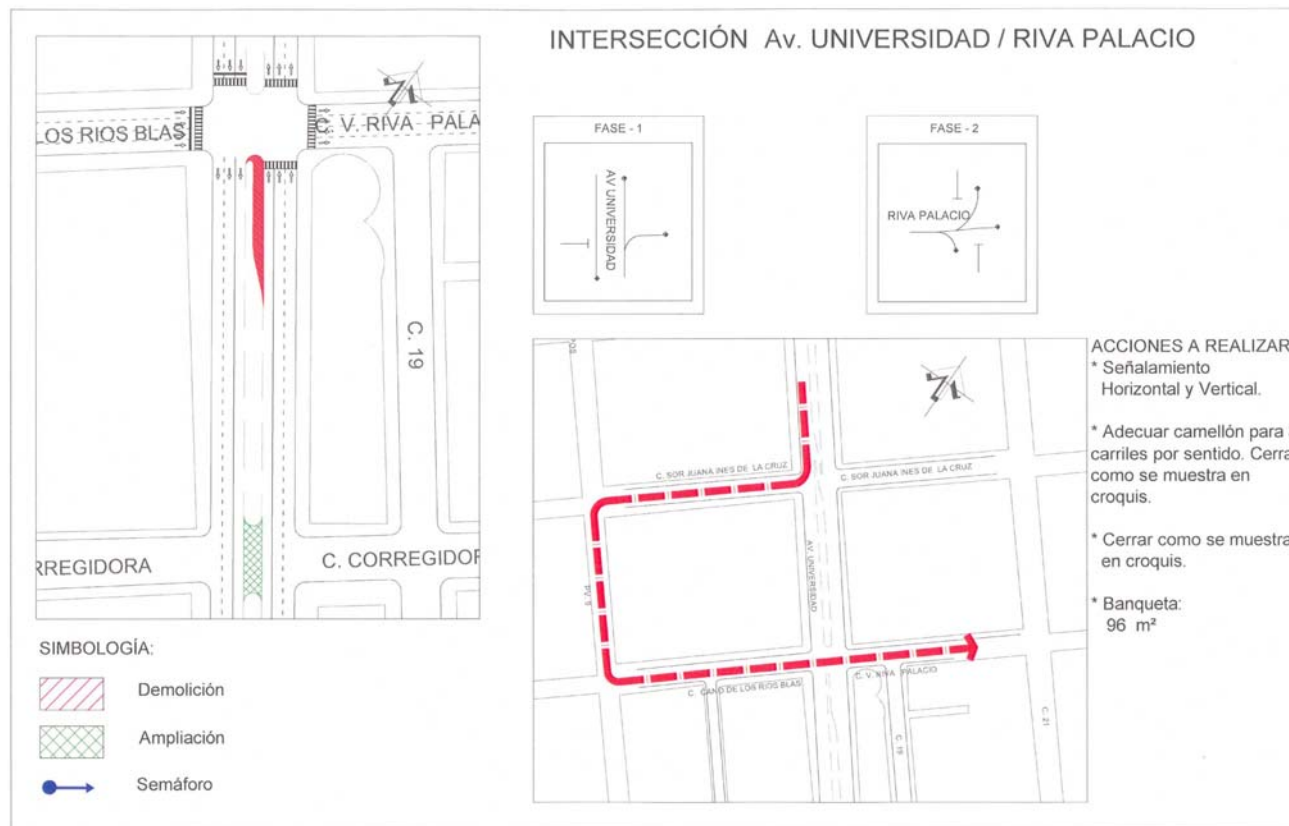 INTERSECCIÓN Av. UNIVERSIDAD / RIVA PALACIO
LOS RIOS BLAS
C. V. RIVA PALA
C. 19
RREGIDORA
C. CORREGIDOR
SIMBOLOGÍA:
Demolición
Ampliación
Semáforo
FASE - 1
AV UNIVERSIDAD
FASE - 2
RIVA PALACIO
C. SOR JUANA INES DE LA CRUZ
C. SOR JUANA INES DE LA CRUZ
AV. UNIVERSIDAD
C. CANO DE LOS RIOS BLAS
C. V. RIVA PALACIO
C. 19
C. 21
ACCIONES A REALIZAR
* Señalamiento
Horizontal y Vertical.
* Adecuar camellón para
carriles por sentido. Cerra
como se muestra en
croquis.
* Cerrar como se muestra
en croquis.
* Banqueta:
96 m²